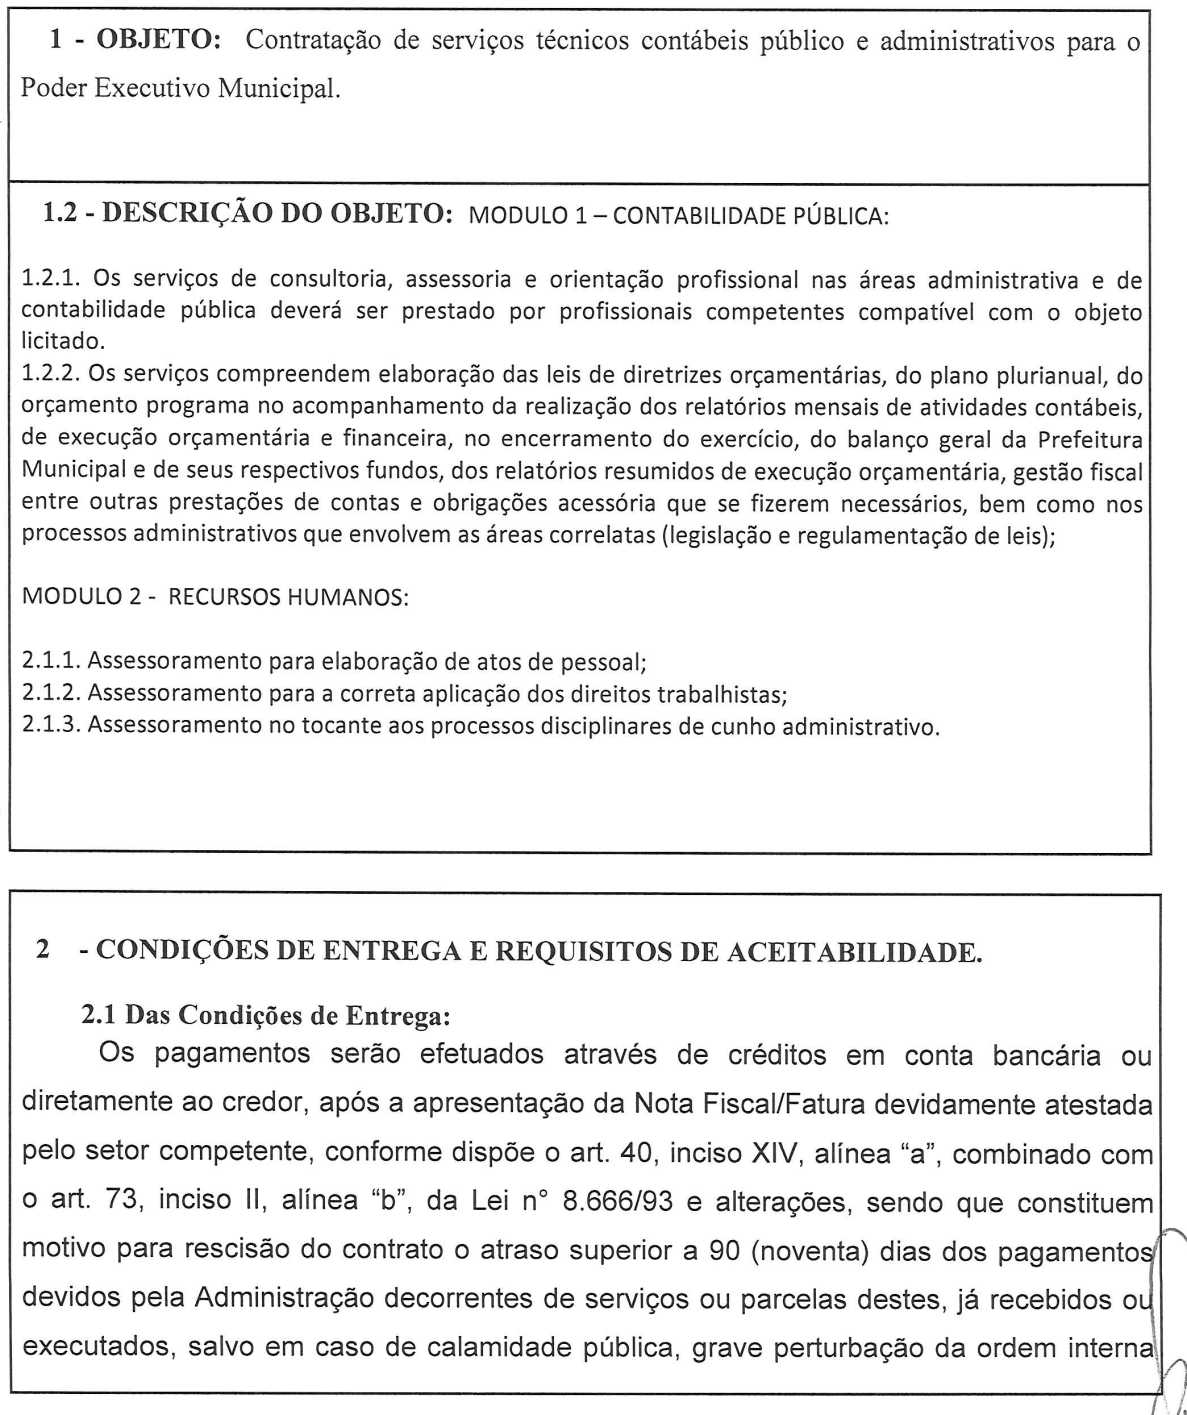 1 - OBJETO: Contratação de serviços técnicos contábeis público e administrativos para o
Poder Executivo Municipal.
1.2 - DESCRIÇÃO DO OBJETO: MODULO 1 – CONTABILIDADE PÚBLICA:
1.2.1. Os serviços de consultoria, assessoria e orientação profissional nas áreas administrativa e de
contabilidade pública deverá ser prestado por profissionais competentes compatível com o objeto
licitado.
1.2.2. Os serviços compreendem elaboração das leis de diretrizes orçamentárias, do plano plurianual, do
orçamento programa no acompanhamento da realização dos relatórios mensais de atividades contábeis,
de execução orçamentária e financeira, no encerramento do exercício, do balanço geral da Prefeitura
Municipal e de seus respectivos fundos, dos relatórios resumidos de execução orçamentária, gestão fiscal
entre outras prestações de contas e obrigações acessória que se fizerem necessários, bem como nos
processos administrativos que envolvem as áreas correlatas (legislação e regulamentação de leis);
MODULO 2 - RECURSOS HUMANOS:
2.1.1. Assessoramento para elaboração de atos de pessoal;
2.1.2. Assessoramento para a correta aplicação dos direitos trabalhistas;
2.1.3. Assessoramento no tocante aos processos disciplinares de cunho administrativo.
2 - CONDIÇÕES DE ENTREGA E REQUISITOS DE ACEITABILIDADE.
2.1 Das Condições de Entrega:
Os pagamentos serão efetuados através de créditos em conta bancária ou
diretamente ao credor, após a apresentação da Nota Fiscal/Fatura devidamente atestada
pelo setor competente, conforme dispõe o art. 40, inciso XIV, alínea “a”, combinado com
o art. 73, inciso II, alínea “b”, da Lei n° 8.666/93 e alterações, sendo que constituem
motivo para rescisão do contrato o atraso superior a 90 (noventa) dias dos pagamentos
devidos pela Administração decorrentes de serviços ou parcelas destes, já recebidos ou
executados, salvo em caso de calamidade pública, grave perturbação da ordem interna